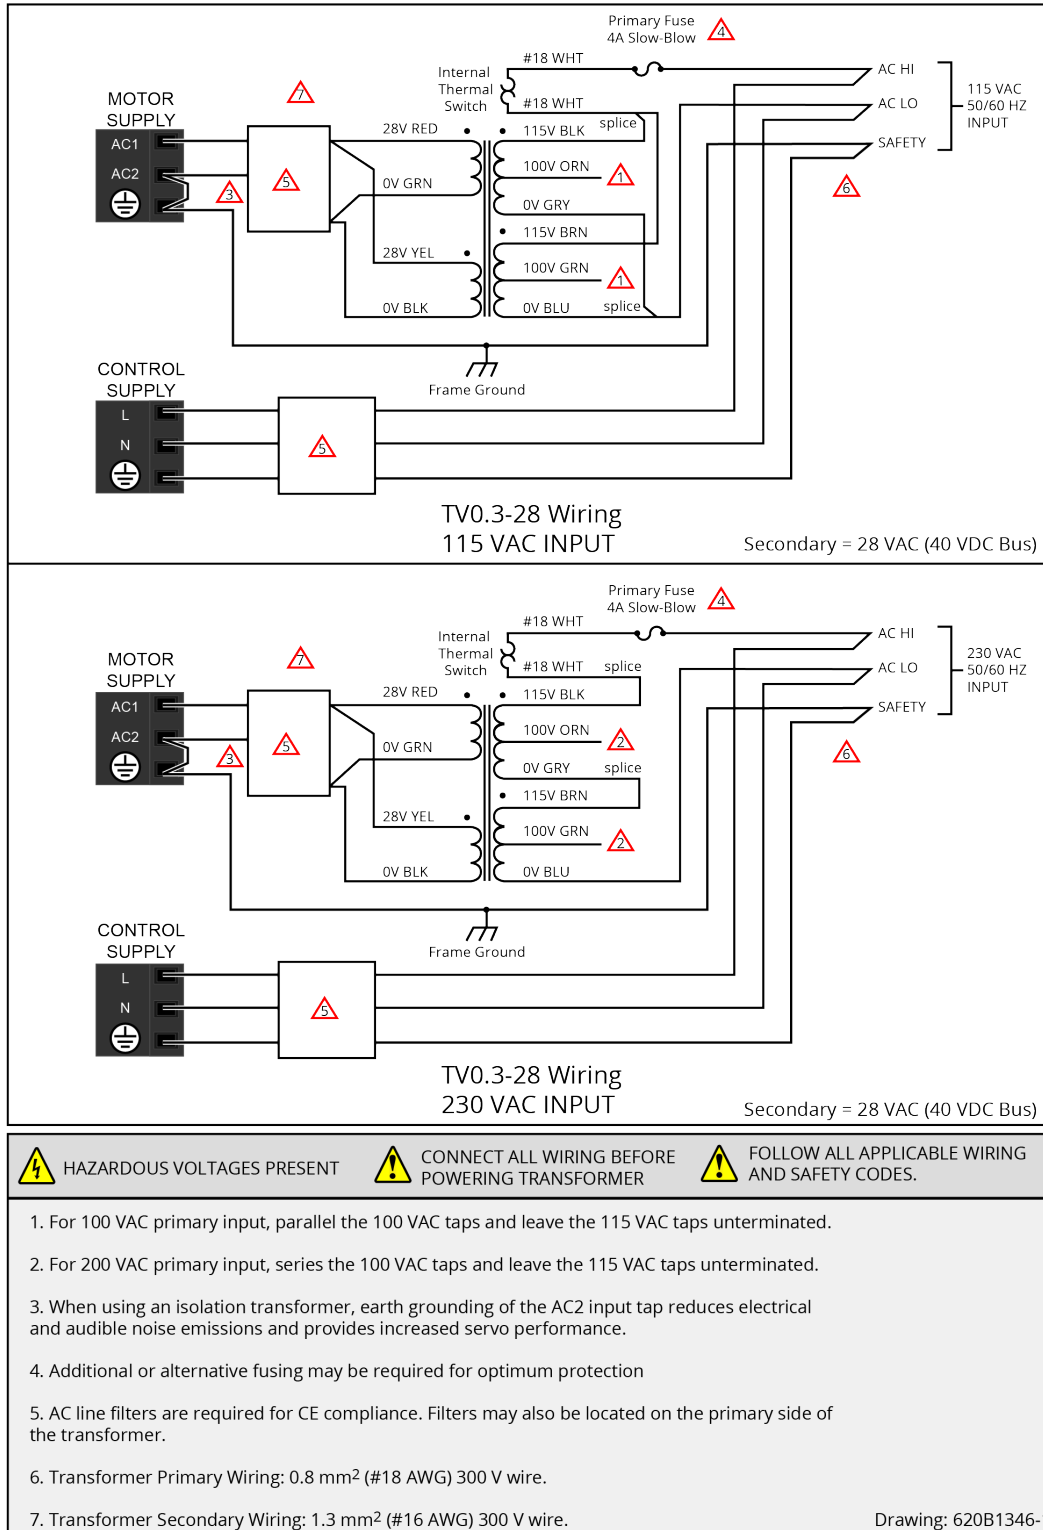 Primary Fuse
4A Slow-Blow
4
#18 WHT
Internal
Thermal
Switch
AC HI
115 VAC
50/60 HZ
INPUT
7
MOTOR
SUPPLY
#18 WHT
AC LO
splice
28V RED
115V BLK
AC1
SAFETY
AC2
100V ORN
1
5
3
0V GRN
6
0V GRY
115V BRN
28V YEL
100V GRN
1
0V BLK
0V BLU
splice
CONTROL
SUPPLY
Frame Ground
L
N
5
TV0.3-28 Wiring
115 VAC INPUT
Secondary = 28 VAC (40 VDC Bus)
Primary Fuse
4A Slow-Blow
4
#18 WHT
Internal
Thermal
Switch
AC HI
230 VAC
50/60 HZ
INPUT
7
MOTOR
SUPPLY
#18 WHT
splice
AC LO
28V RED
115V BLK
AC1
SAFETY
AC2
100V ORN
2
5
3
0V GRN
6
0V GRY
splice
115V BRN
28V YEL
100V GRN
2
0V BLK
0V BLU
CONTROL
SUPPLY
Frame Ground
L
N
5
TV0.3-28 Wiring
230 VAC INPUT
Secondary = 28 VAC (40 VDC Bus)
HAZARDOUS VOLTAGES PRESENT
CONNECT ALL WIRING BEFORE
POWERING TRANSFORMER
FOLLOW ALL APPLICABLE WIRING
AND SAFETY CODES.
1. For 100 VAC primary input, parallel the 100 VAC taps and leave the 115 VAC taps unterminated.
2. For 200 VAC primary input, series the 100 VAC taps and leave the 115 VAC taps unterminated.
3. When using an isolation transformer, earth grounding of the AC2 input tap reduces electrical
and audible noise emissions and provides increased servo performance.
4. Additional or alternative fusing may be required for optimum protection
5. AC line filters are required for CE compliance. Filters may also be located on the primary side of
the transformer.
6. Transformer Primary Wiring: 0.8 mm² (#18 AWG) 300 V wire.
7. Transformer Secondary Wiring: 1.3 mm² (#16 AWG) 300 V wire.
Drawing: 620B1346-